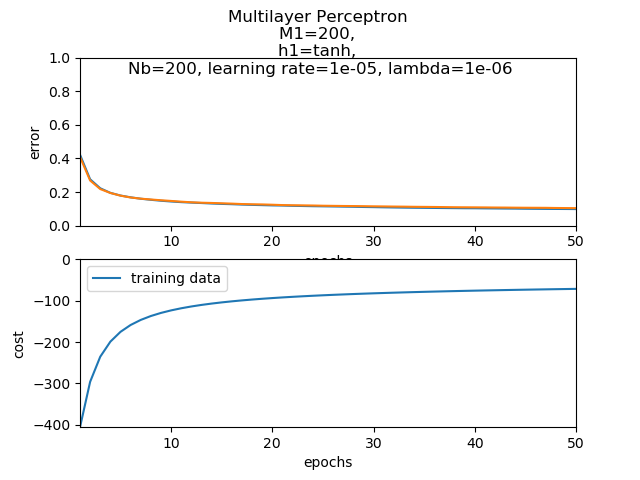 Multilayer Perceptron
M1=200,
h1=tanh,
Nb=200, learning rate=1e-05, lambda=1e-06
1.0
0.8
0.6
0.4
0.2
0.0
error
10 20 30 40 50
epochs
0
−100
−200
−300
−400
cost
training data
10 20 30 40 50
epochs